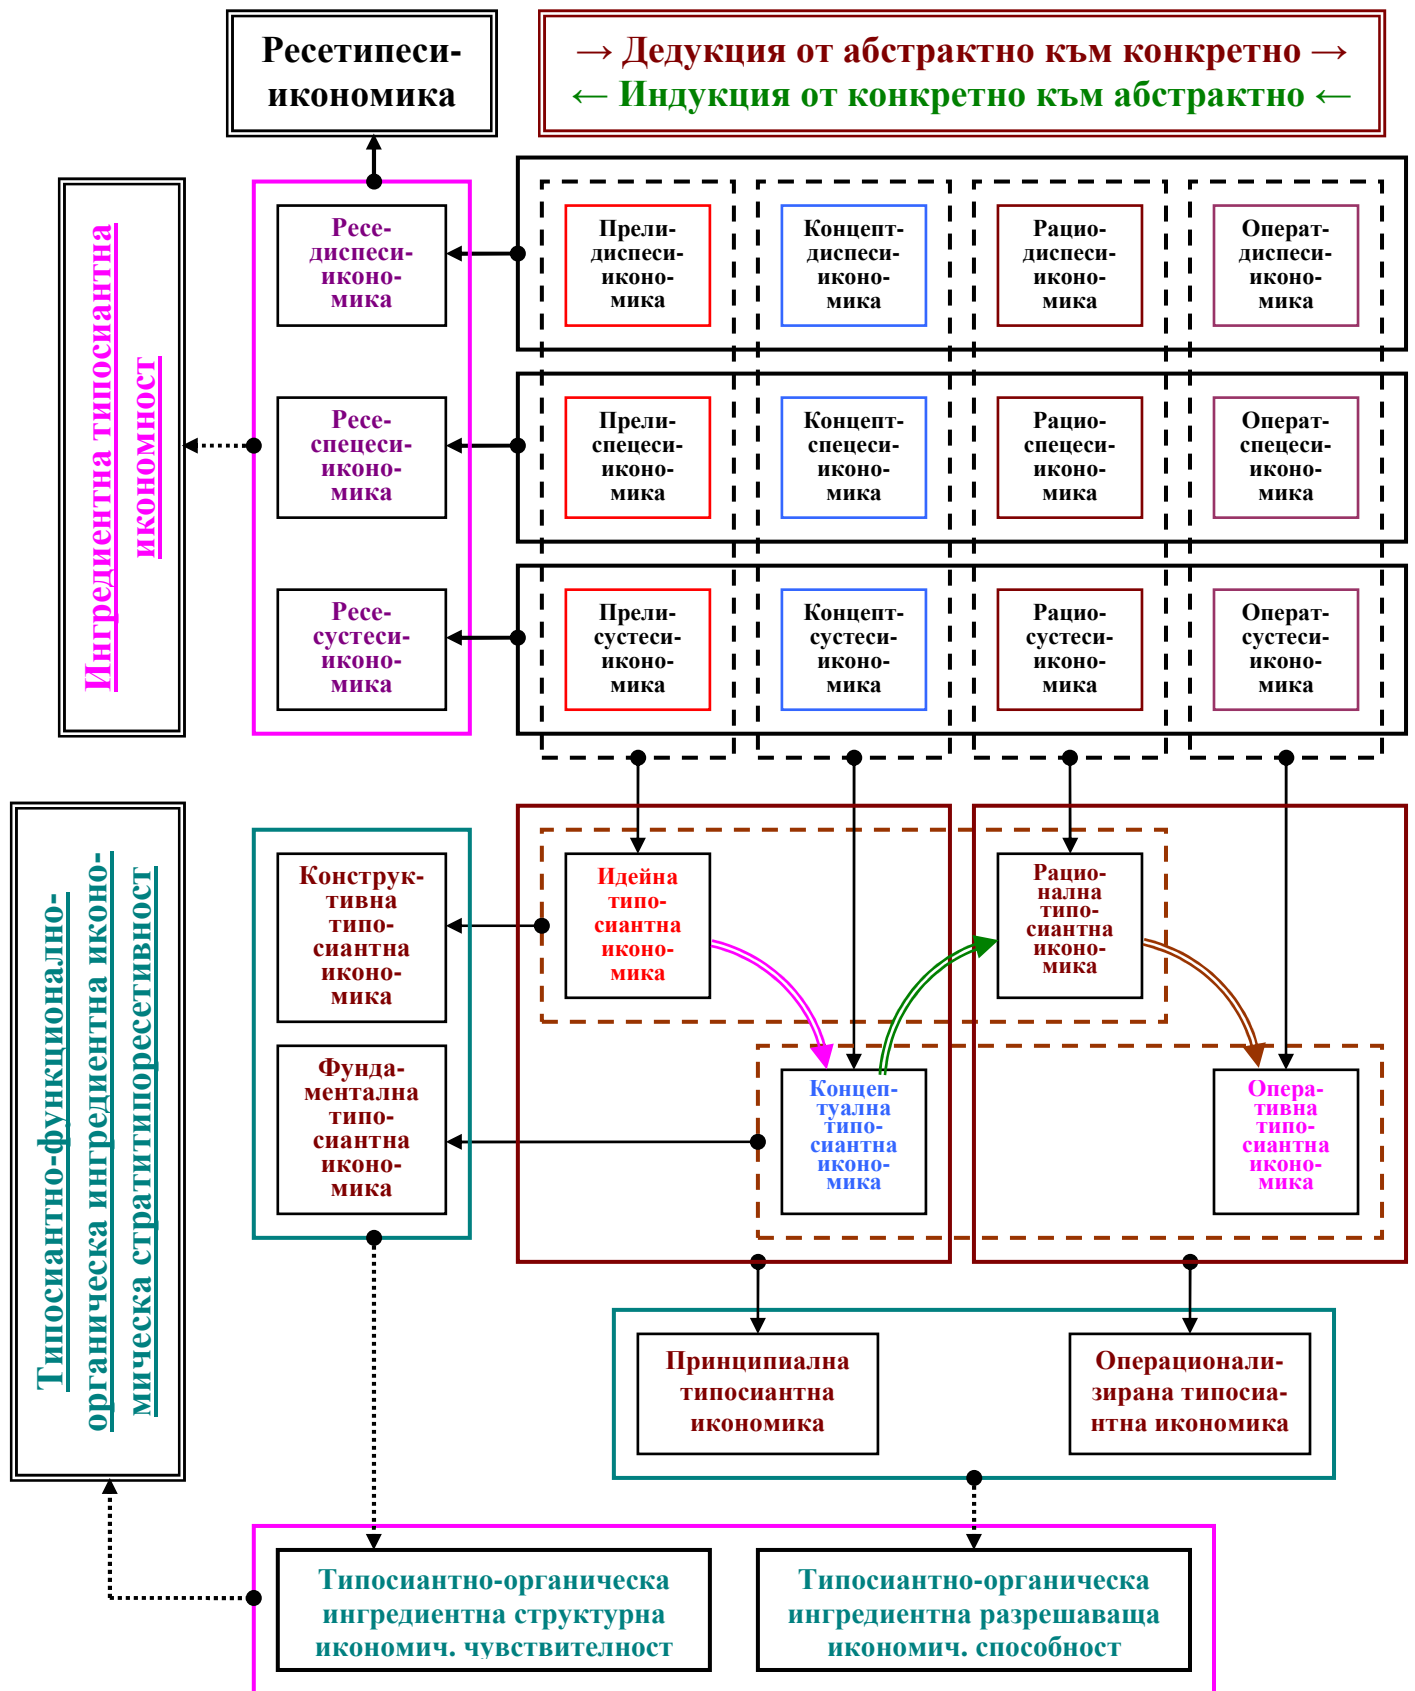 Ресетипеси-
икономика
→ Дедукция от абстрактно към конкретно →
← Индукция от конкретно към абстрактно ←
Ингредиентна типосиантна
икономност
Ресе-
диспеси-
иконо-
мика
Прели-
диспеси-
иконо-
мика
Концепт-
диспеси-
иконо-
мика
Рацио-
диспеси-
иконо-
мика
Operат-
диспеси-
иконо-
мика
Ресе-
спецеси-
иконо-
мика
Прели-
спецеси-
иконо-
мика
Концепт-
спецеси-
иконо-
мика
Рацио-
спецеси-
иконо-
мика
Операт-
спецеси-
иконо-
мика
Ресе-
сустеси-
иконо-
мика
Прели-
сустеси-
иконо-
мика
Концепт-
сустеси-
иконо-
мика
Рацио-
сустеси-
иконо-
мика
Операт-
сустеси-
иконо-
мика
Типосиантно-функционално-
органическа ингредиентна иконо-
мическа стратитипоресетивност
Конструк-
тивна
типо-
сиантна
иконо-
мика
Идейна
типо-
сиантна
иконо-
мика
Рацио-
нална
типо-
сиантна
иконо-
мика
Фунда-
ментална
типо-
сиантна
иконо-
мика
Концеп-
туална
типо-
сиантна
иконо-
мика
Опера-
тивна
типо-
сиантна
иконо-
мика
Принципиална
типосиантна
икономика
Операционали-
зирана типосиа-
нтна икономика
Типосиантно-органическа
ингредиентна структурна
икономич. чувствителност
Типосиантно-органическа
ингредиентна разрешаваща
икономич. способност